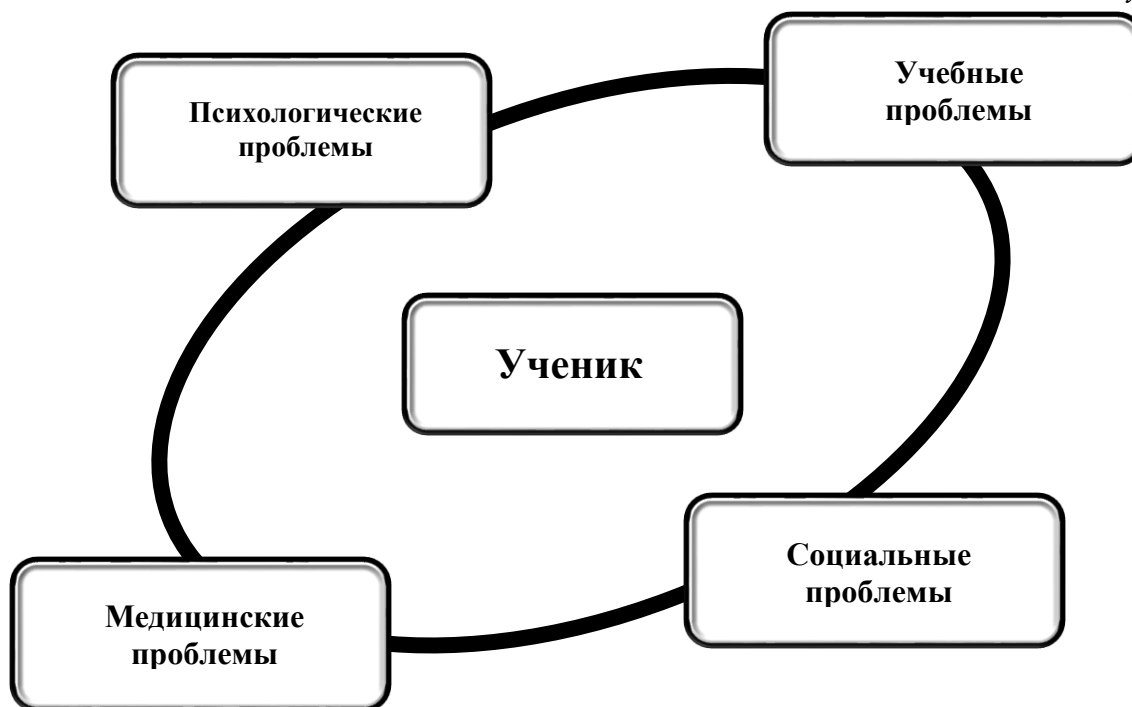 Психологические
проблемы
Учебные
проблемы
Ученик
Медицинские
проблемы
Социальные
проблемы